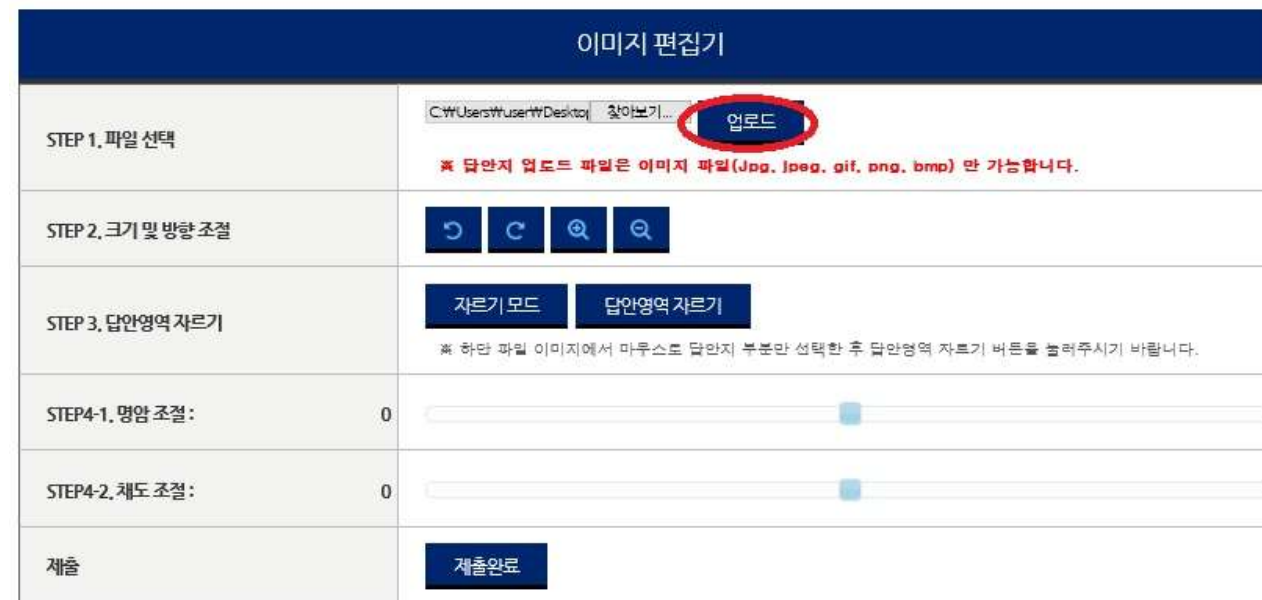 이미지 편집기
STEP 1. 파일 선택
C:₩Users₩user₩Desktop 찾아보기... 업로드
※ 답안지 업로드 파일은 이미지 파일(Jpg, Jpeg, gif, png, bmp) 만 가능합니다.
STEP 2. 크기 및 방향 조절
STEP 3. 답안영역 자르기
자르기 모드 답안영역 자르기
※ 하단 파일 이미지에서 마우스로 답안지 부분만 선택한 후 답안영역 자르기 버튼을 눌러주시기 바랍니다.
STEP4-1. 명암 조절 : 0
STEP4-2. 채도 조절 : 0
제출 제출완료